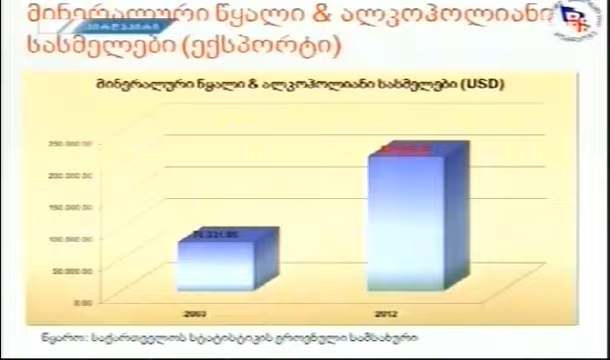 მინერალური წყალი & ალკოჰოლიანი
სასმელები (ექსპორტი)
მინერალური წყალი & ალკოჰოლიანი სასმელები (USD)
250,000.00
200,000.00
150,000.00
100,000.00
50,000.00
0.00
2003
2012
წყარო: საქართველოს სტატისტიკის ეროვნული სამსახური